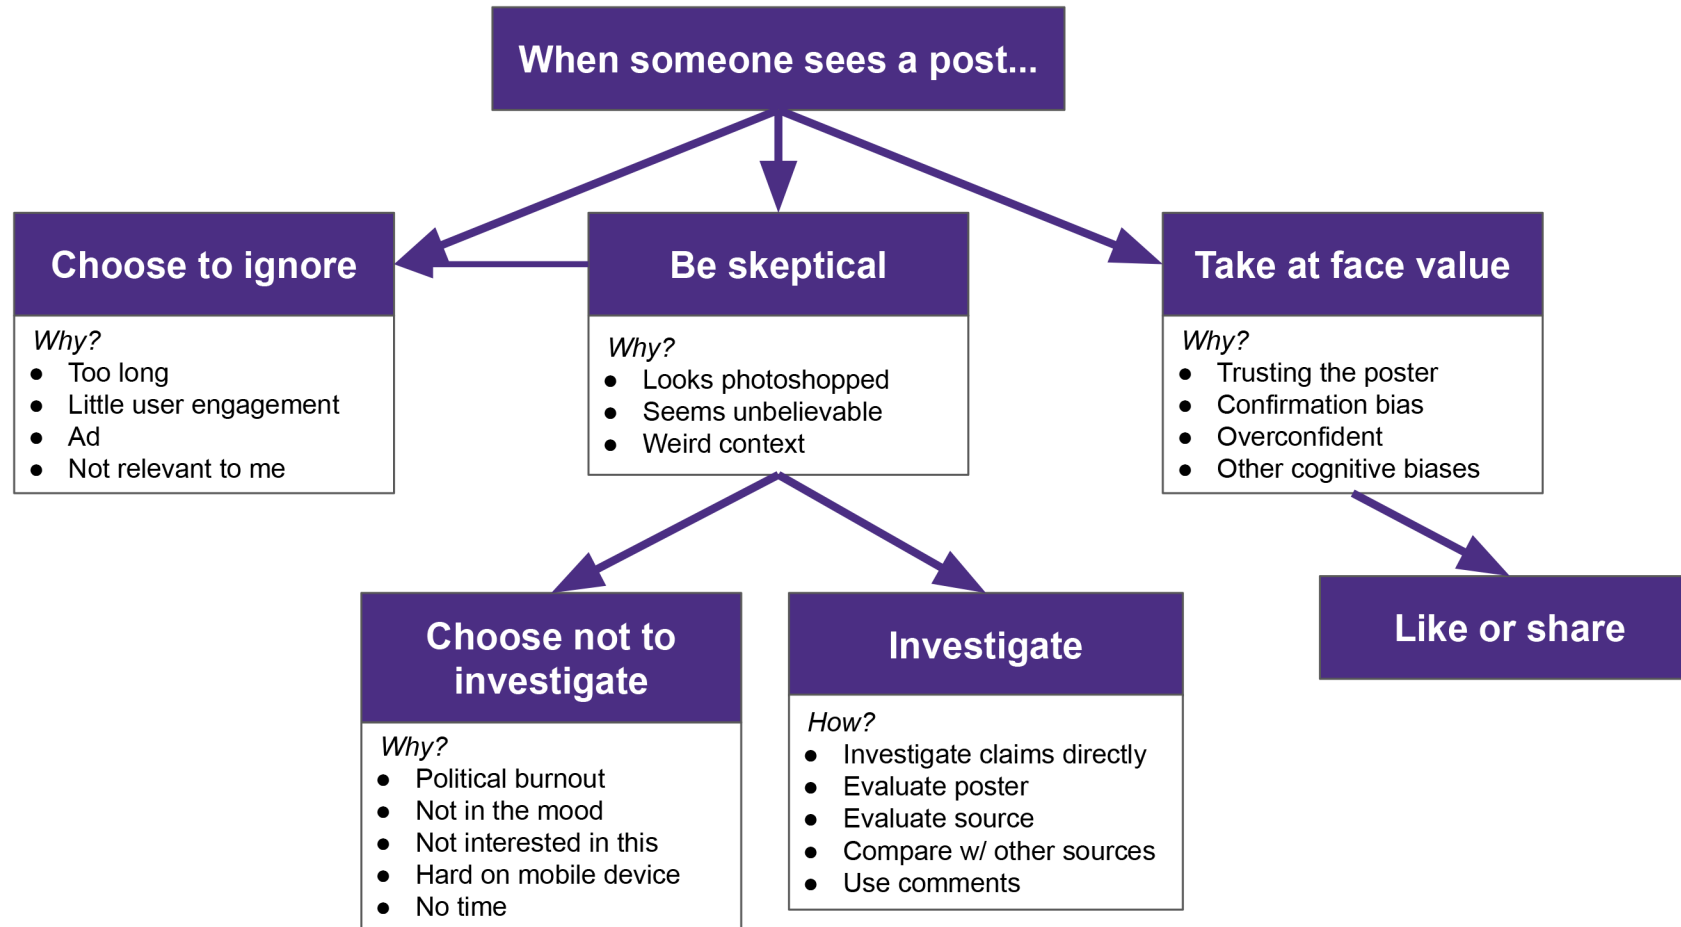 When someone sees a post...
Choose to ignore
Why?
● Too long
● Little user engagement
● Ad
● Not relevant to me
Be skeptical
Why?
● Looks photoshopped
● Seems unbelievable
● Weird context
Take at face value
Why?
● Trusting the poster
● Confirmation bias
● Overconfident
● Other cognitive biases
Choose not to
investigate
Why?
● Political burnout
● Not in the mood
● Not interested in this
● Hard on mobile device
● No time
Investigate
How?
● Investigate claims directly
● Evaluate poster
● Evaluate source
● Compare w/ other sources
● Use comments
Like or share